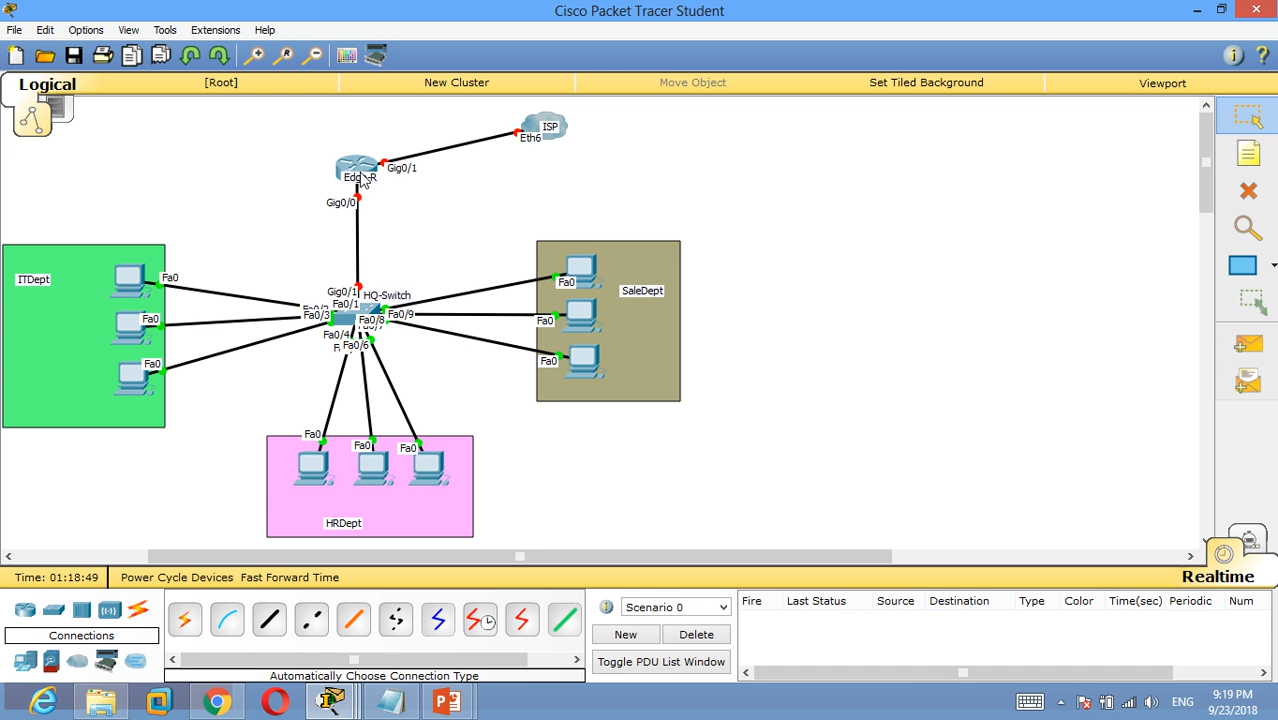 Cisco Packet Tracer Student
File Edit Options View Tools Extensions Help
Logical [Root] New Cluster Move Object Set Tiled Background Viewport
ISP
Eth6
Gig0/1
Gig0/0
ITDept
Fa0
Fa0
Fa0
Gig0/1
HQ-Switch
Fa0/1
Fa0/3
Fa0/8
Fa0/9
Fa0/4
Fa0/6
Fa0
Fa0
Fa0
SaleDept
Fa0
Fa0
Fa0
HRDept
Time: 01:18:49 Power Cycle Devices Fast Forward Time Realtime
Connections
Automatically Choose Connection Type
Scenario 0
New Delete
Toggle PDU List Window
Fire Last Status Source Destination Type Color Time(sec) Periodic Num
ENG
9:19 PM
9/23/2018